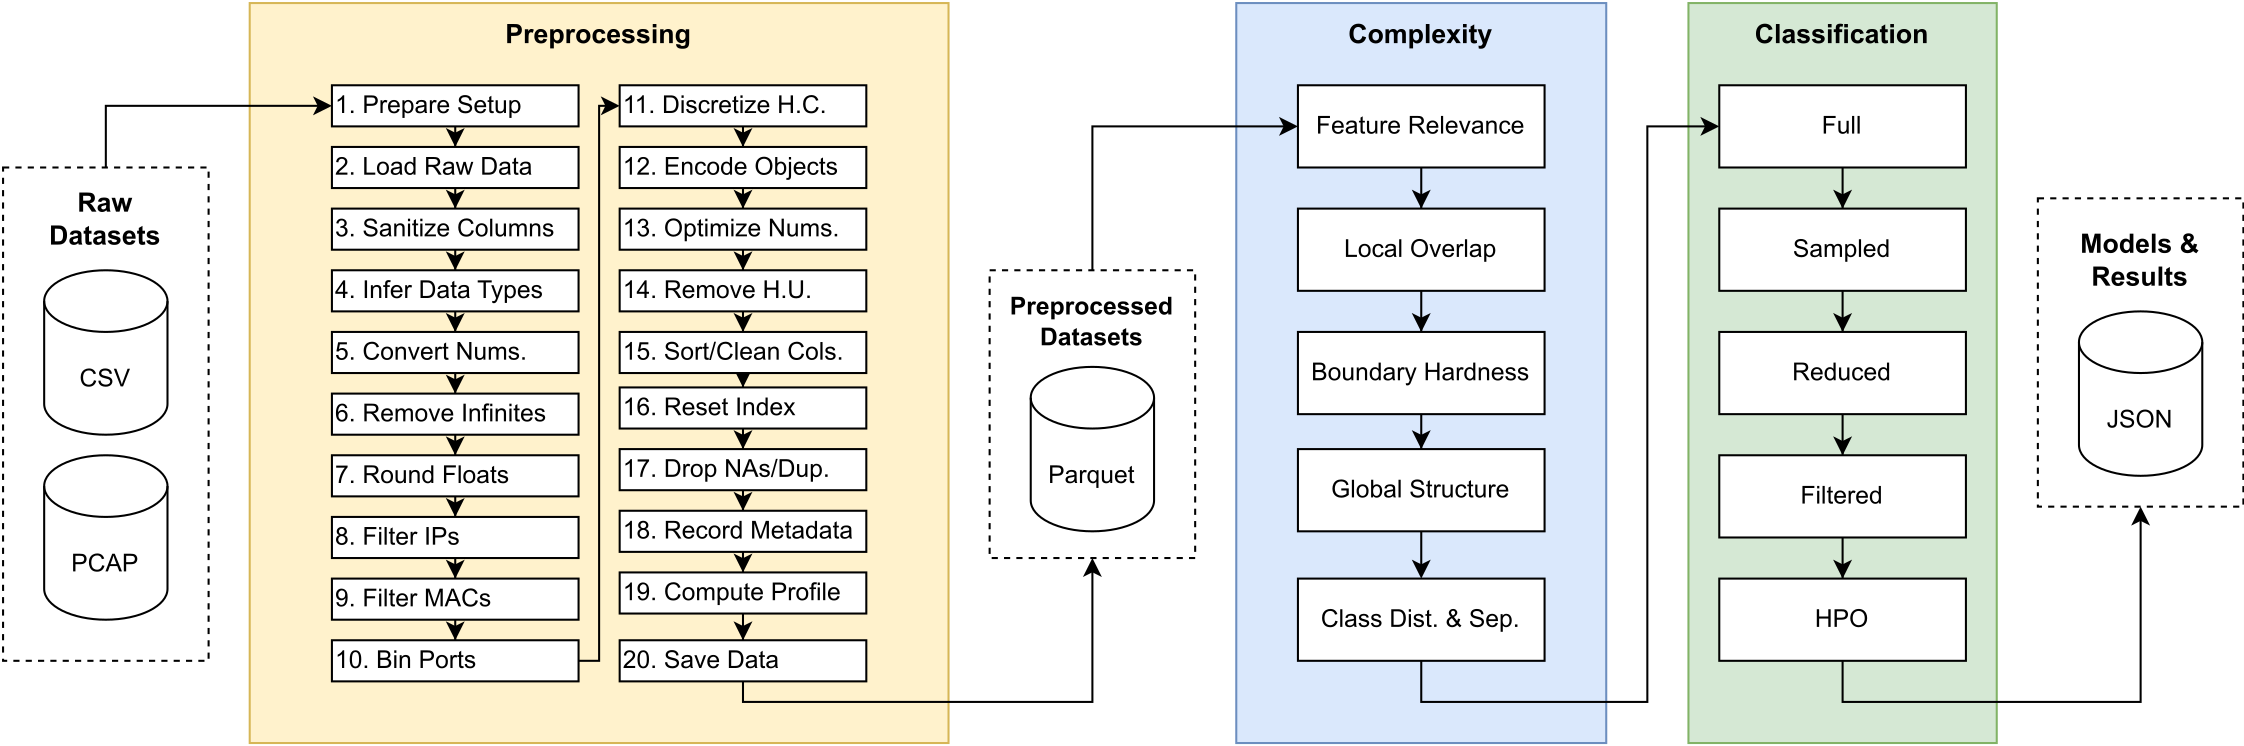 Raw
Datasets
CSV
PCAP
Preprocessing
1. Prepare Setup
2. Load Raw Data
3. Sanitize Columns
4. Infer Data Types
5. Convert Nums.
6. Remove Infinites
7. Round Floats
8. Filter IPs
9. Filter MACs
10. Bin Ports
11. Discretize H.C.
12. Encode Objects
13. Optimize Nums.
14. Remove H.U.
15. Sort/Clean Cols.
16. Reset Index
17. Drop NAs/Dup.
18. Record Metadata
19. Compute Profile
20. Save Data
Preprocessed
Datasets
Parquet
Complexity
Feature Relevance
Local Overlap
Boundary Hardness
Global Structure
Class Dist. & Sep.
Classification
Full
Sampled
Reduced
Filtered
HPO
Models &
Results
JSON